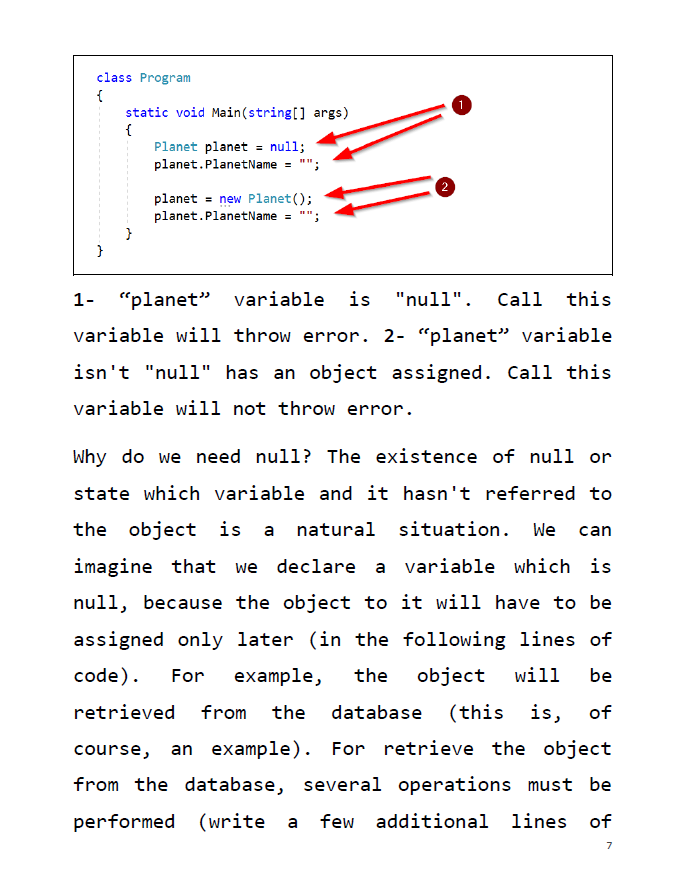 class Program
{
static void Main(string[] args)
{
Planet planet = null;
planet.PlanetName = "";
planet = new Planet();
planet.PlanetName = "";
}
}
1
2
1- “planet” variable is "null". Call this
variable will throw error. 2- “planet” variable
isn't "null" has an object assigned. Call this
variable will not throw error.
Why do we need null? The existence of null or
state which variable and it hasn't referred to
the object is a natural situation. We can
imagine that we declare a variable which is
null, because the object to it will have to be
assigned only later (in the following lines of
code). For example, the object will be
retrieved from the database (this is, of
course, an example). For retrieve the object
from the database, several operations must be
performed (write a few additional lines of
7